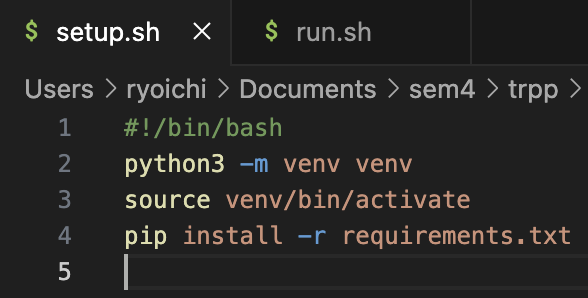 $ setup.sh × $ run.sh
Users > ryoichi > Documents > sem4 > trpp >
1 #!/bin/bash
2 python3 -m venv venv
3 source venv/bin/activate
4 pip install -r requirements.txt
5